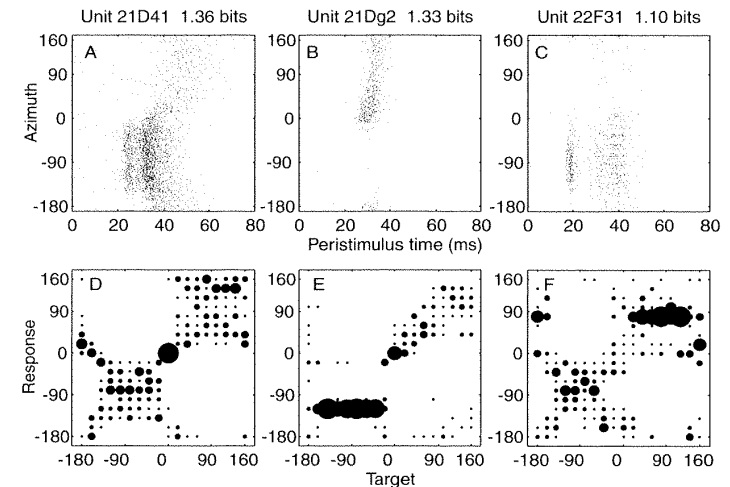 Unit 21D41 1.36 bits
Unit 21Dg2 1.33 bits
Unit 22F31 1.10 bits
Azimuth
160
90
0
-90
-180
A
0 20 40 60 80
160
90
0
-90
-180
B
0 20 40 60 80
160
90
0
-90
-180
C
0 20 40 60 80
Peristimulus time (ms)
Response
160
90
0
-90
-180
D
-180 -90 0 90 160
160
90
0
-90
-180
E
-180 -90 0 90 160
160
90
0
-90
-180
F
-180 -90 0 90 160
Target